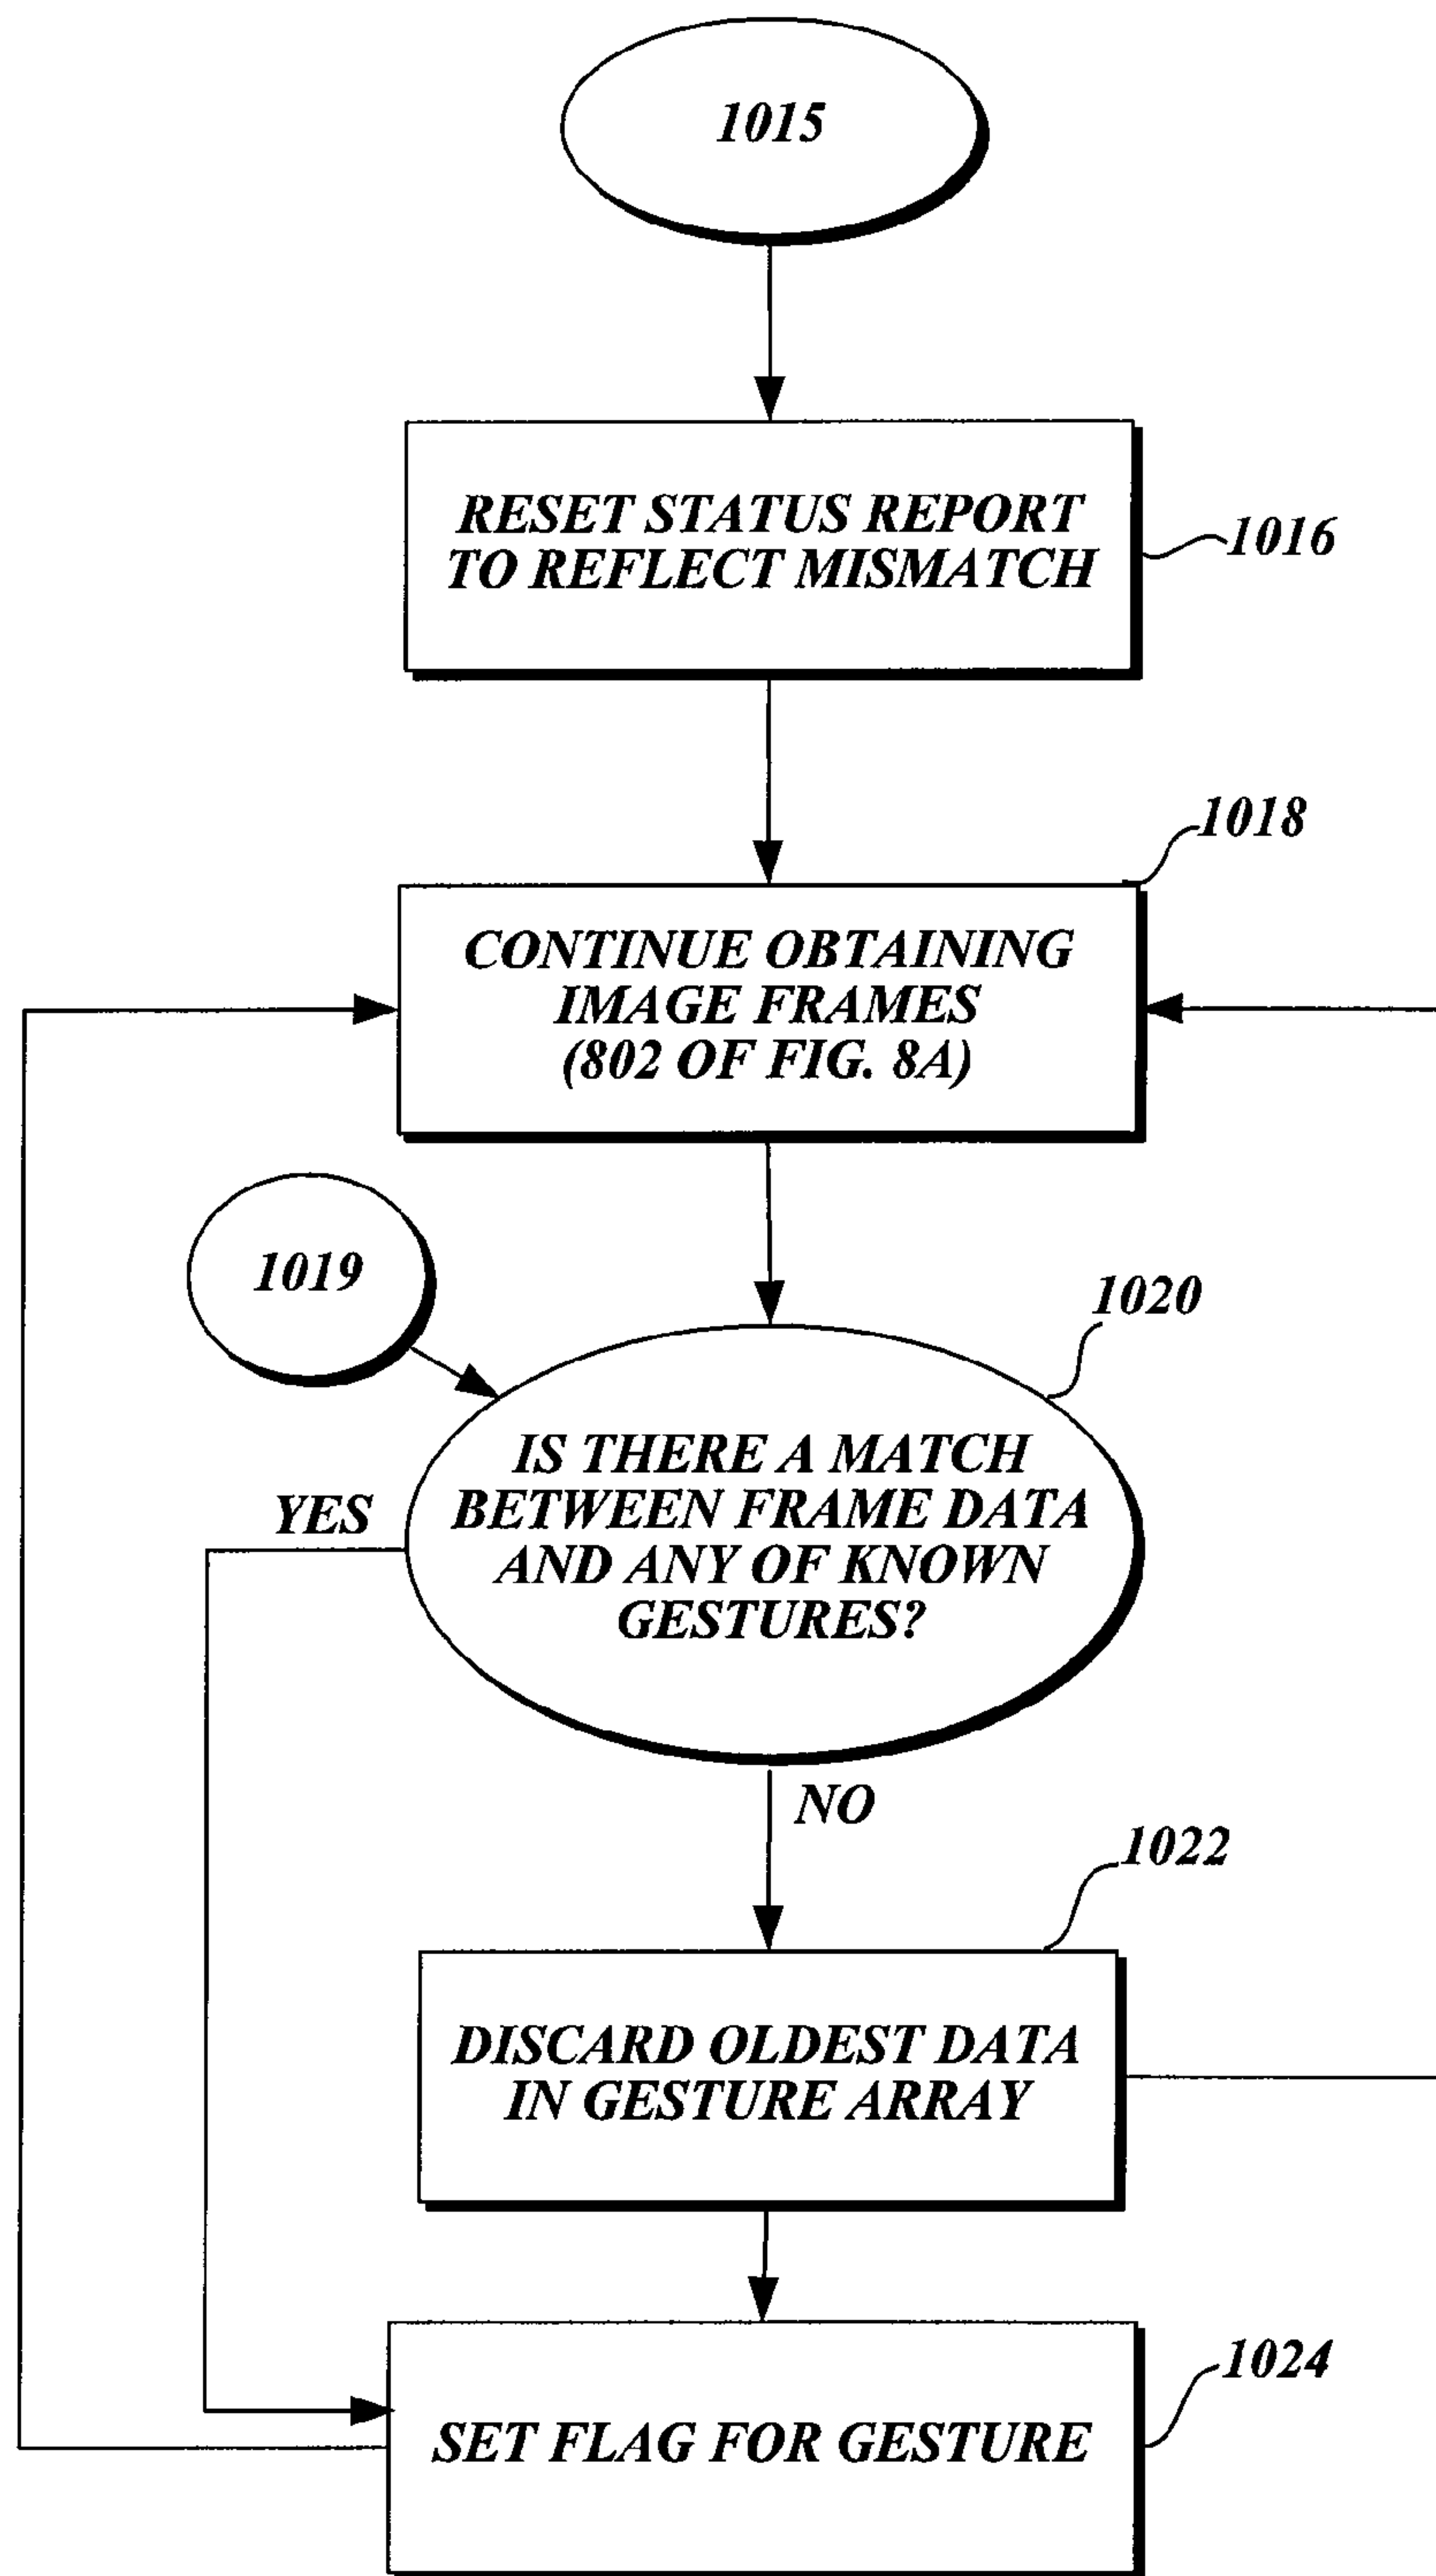 1015
RESET STATUS REPORT
TO REFLECT MISMATCH
1016
1018
CONTINUE OBTAINING
IMAGE FRAMES
(802 OF FIG. 8A)
1019
1020
IS THERE A MATCH
BETWEEN FRAME DATA
AND ANY OF KNOWN
GESTURES?
YES
NO
1022
DISCARD OLDEST DATA
IN GESTURE ARRAY
1024
SET FLAG FOR GESTURE